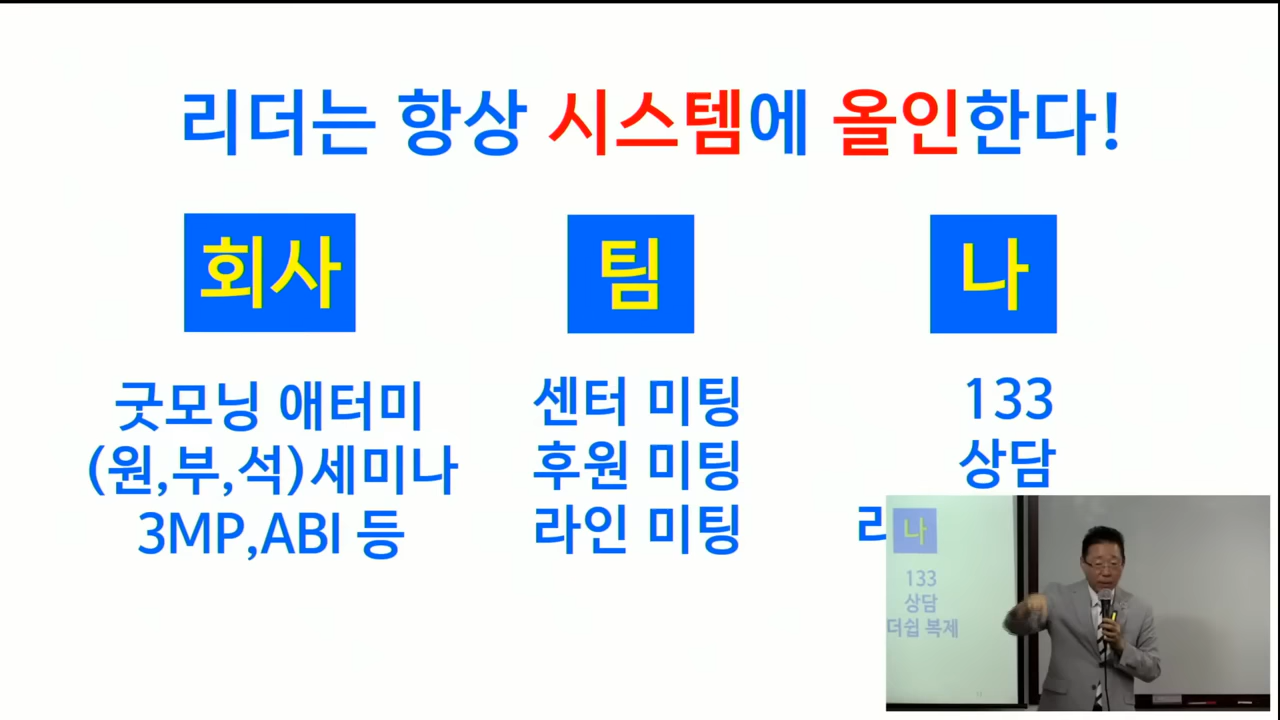 리더는 항상 시스템에 올인한다!
회사
팀
나
굿모닝 애터미
(원,부,석)세미나
3MP,ABI 등
센터 미팅
후원 미팅
라인 미팅
133
상담
리
나
133
상담
더쉽 복제